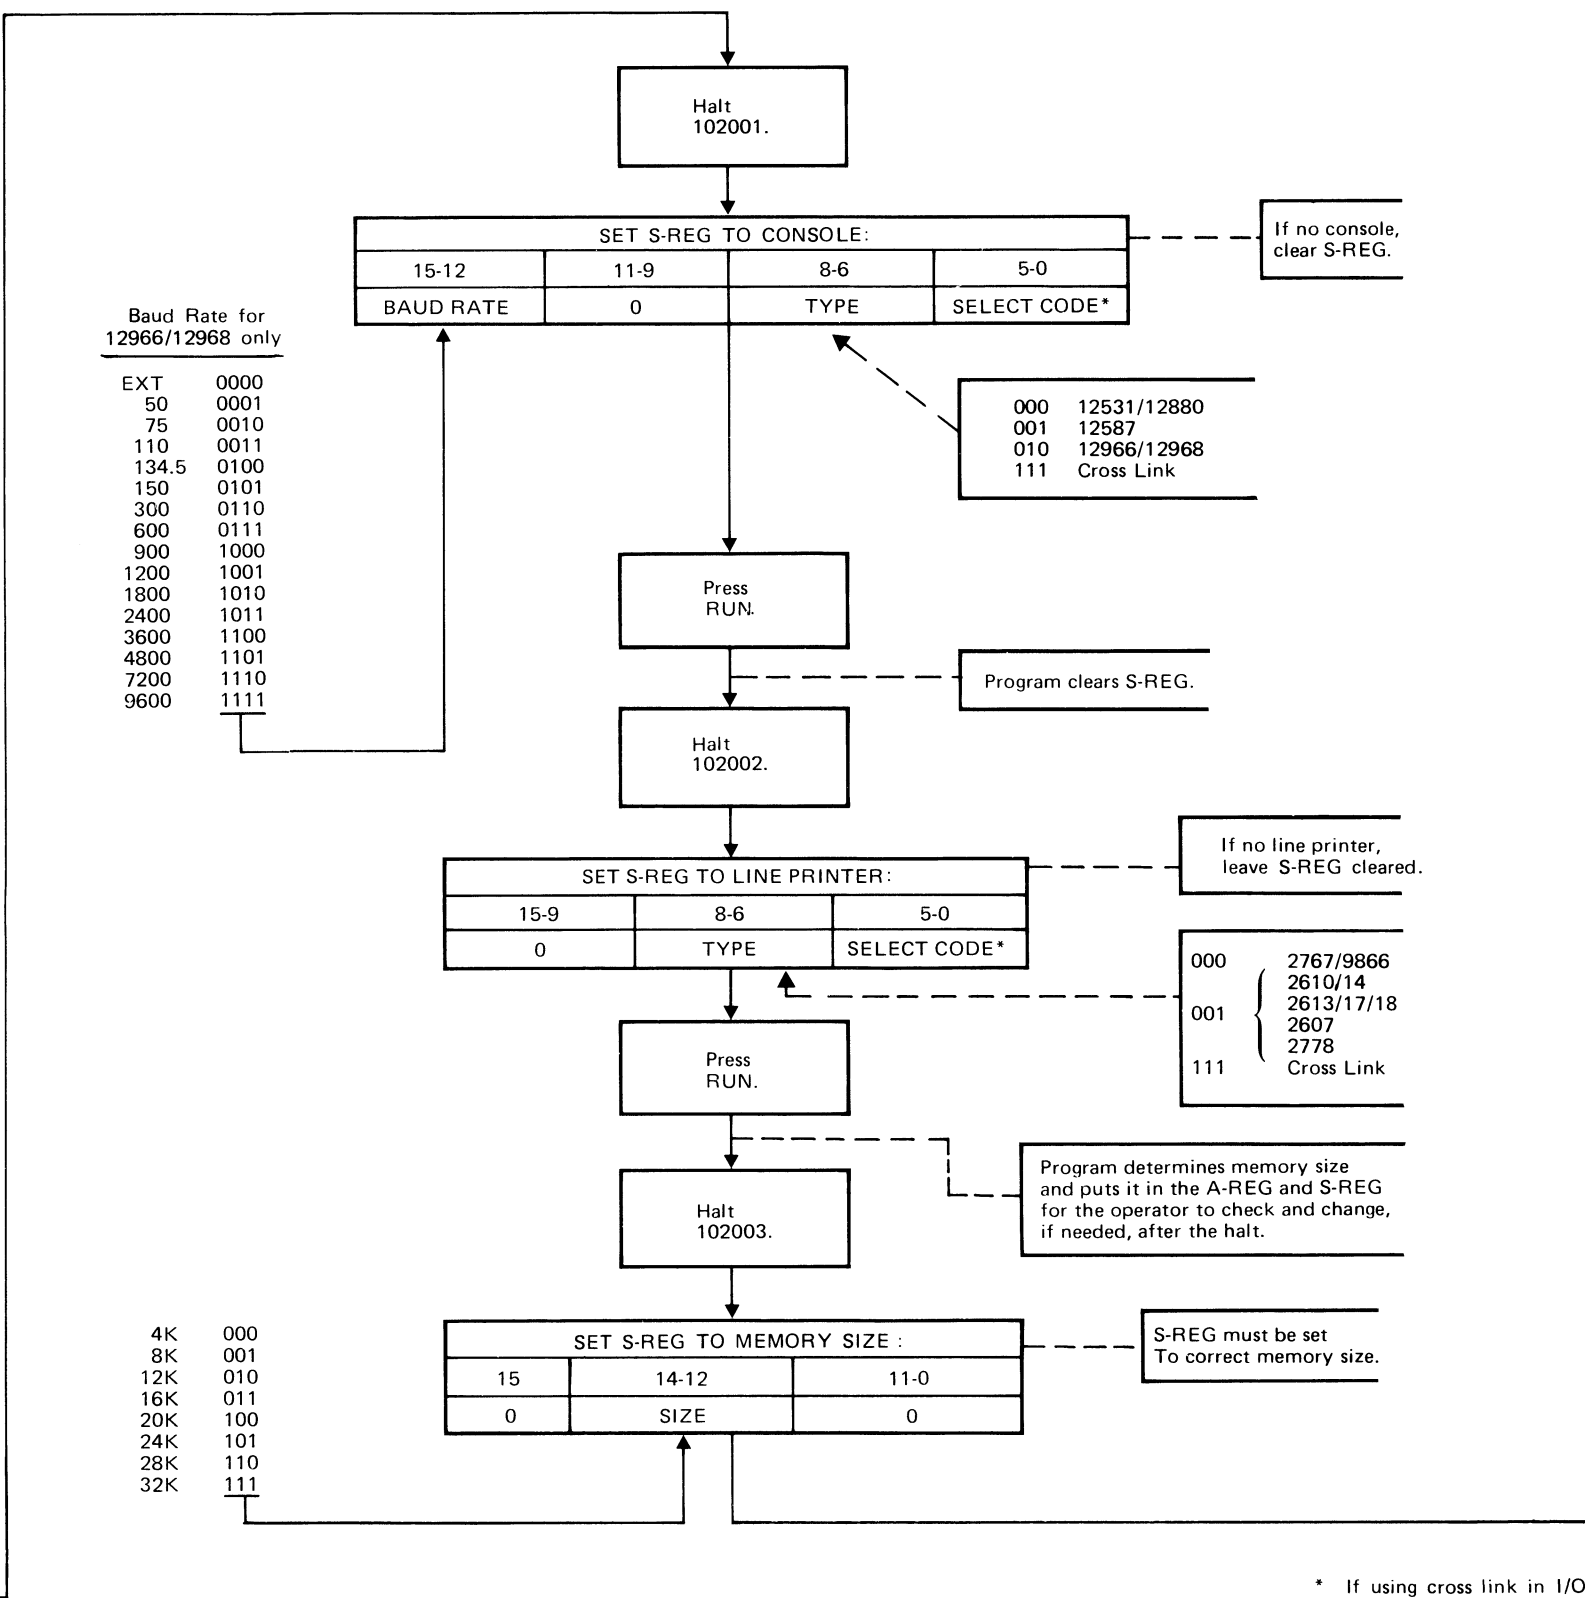 Halt
102001.
SET S-REG TO CONSOLE:
15-12 11-9 8-6 5-0
BAUD RATE 0 TYPE SELECT CODE*
If no console,
clear S-REG.
Baud Rate for
12966/12968 only
EXT 0000
50 0001
75 0010
110 0011
134.5 0100
150 0101
300 0110
600 0111
900 1000
1200 1001
1800 1010
2400 1011
3600 1100
4800 1101
7200 1110
9600 1111
000 12531/12880
001 12587
010 12966/12968
111 Cross Link
Press
RUN.
Program clears S-REG.
Halt
102002.
If no line printer,
leave S-REG cleared.
SET S-REG TO LINE PRINTER:
15-9 8-6 5-0
0 TYPE SELECT CODE*
000 2767/9866
2610/14
2613/17/18
001
2607
2778
111 Cross Link
Press
RUN.
Program determines memory size
and puts it in the A-REG and S-REG
for the operator to check and change,
if needed, after the halt.
Halt
102003.
SET S-REG TO MEMORY SIZE :
15 14-12 11-0
0 SIZE 0
S-REG must be set
To correct memory size.
4K 000
8K 001
12K 010
16K 011
20K 100
24K 101
28K 110
32K 111
* If using cross link in I/O